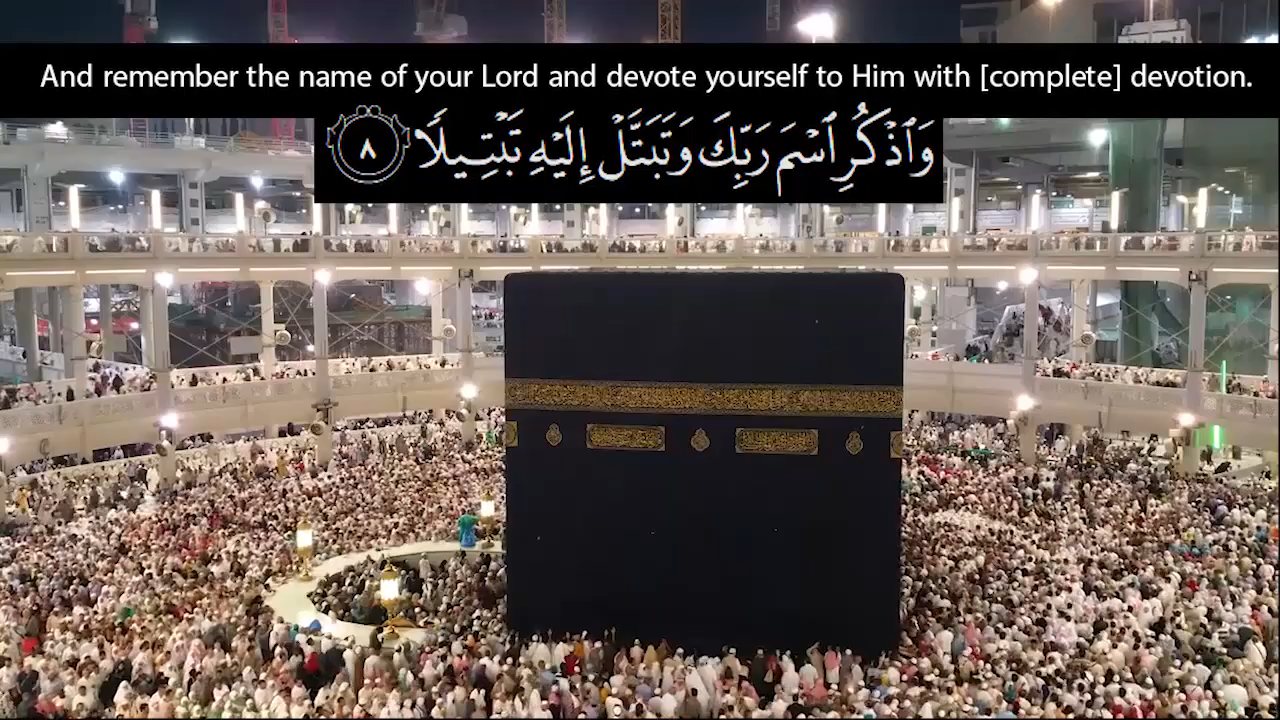 And remember the name of your Lord and devote yourself to Him with [complete] devotion.
وَٱذْكُرِ ٱسْمَ رَبِّكَ وَتَبَتَّلْ إِلَيْهِ تَبْتِيلًا ٨